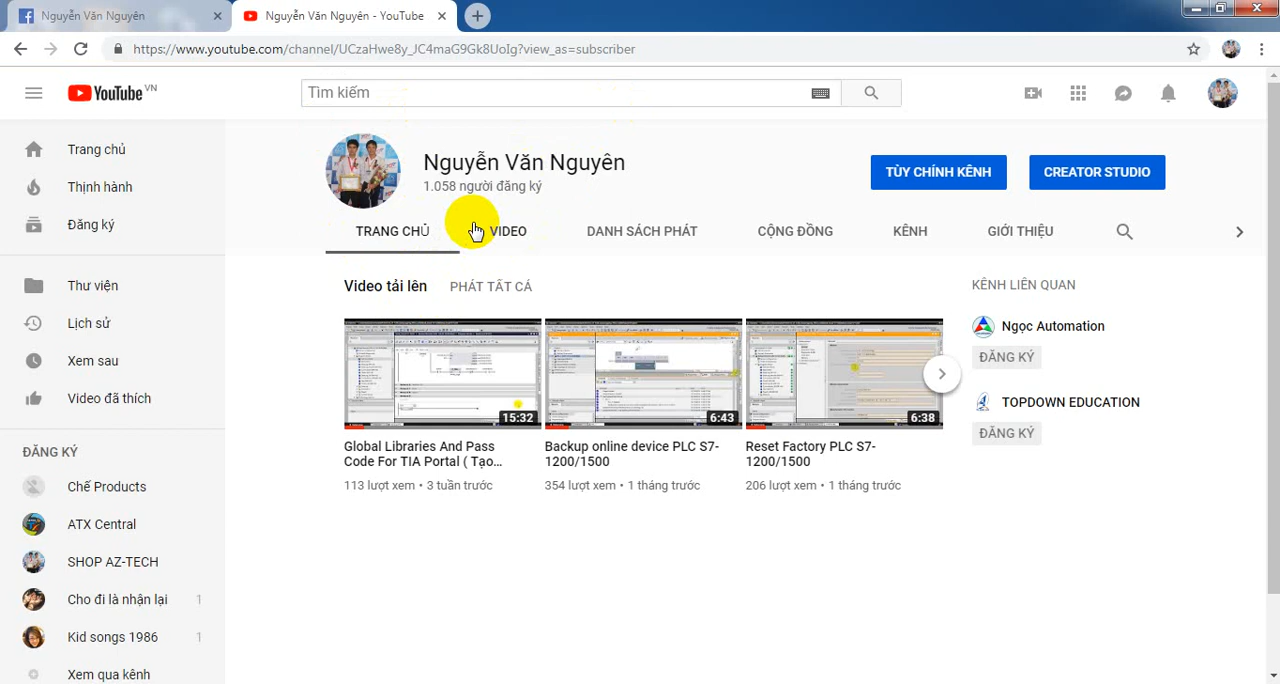 Nguyễn Văn Nguyên
Nguyễn Văn Nguyên - YouTube
https://www.youtube.com/channel/UCzaHwe8y_JC4maG9Gk8UoIg?view_as=subscriber
YouTube VN
Tìm kiếm
Trang chủ
Thịnh hành
Đăng ký
Thư viện
Lịch sử
Xem sau
Video đã thích
ĐĂNG KÝ
Chế Products
ATX Central
SHOP AZ-TECH
Cho đi là nhận lại 1
Kid songs 1986 1
Xem qua kênh
Nguyễn Văn Nguyên
1.058 người đăng ký
TÙY CHỈNH KÊNH
CREATOR STUDIO
TRANG CHỦ VIDEO DANH SÁCH PHÁT CỘNG ĐỒNG KÊNH GIỚI THIỆU
Video tải lên PHÁT TẤT CẢ
15:32
Global Libraries And Pass
Code For TIA Portal ( Tạo...
113 lượt xem • 3 tuần trước
6:43
Backup online device PLC S7-
1200/1500
354 lượt xem • 1 tháng trước
6:38
Reset Factory PLC S7-
1200/1500
206 lượt xem • 1 tháng trước
KÊNH LIÊN QUAN
Ngọc Automation
ĐĂNG KÝ
TOPDOWN EDUCATION
ĐĂNG KÝ